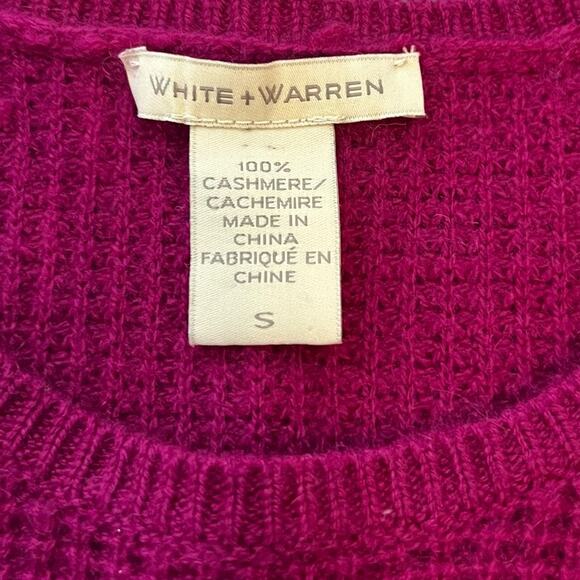 WHITE + WARREN
100%
CASHMERE/
CACHEMIRE
MADE IN
CHINA
FABRIQUÉ EN
CHINE
S